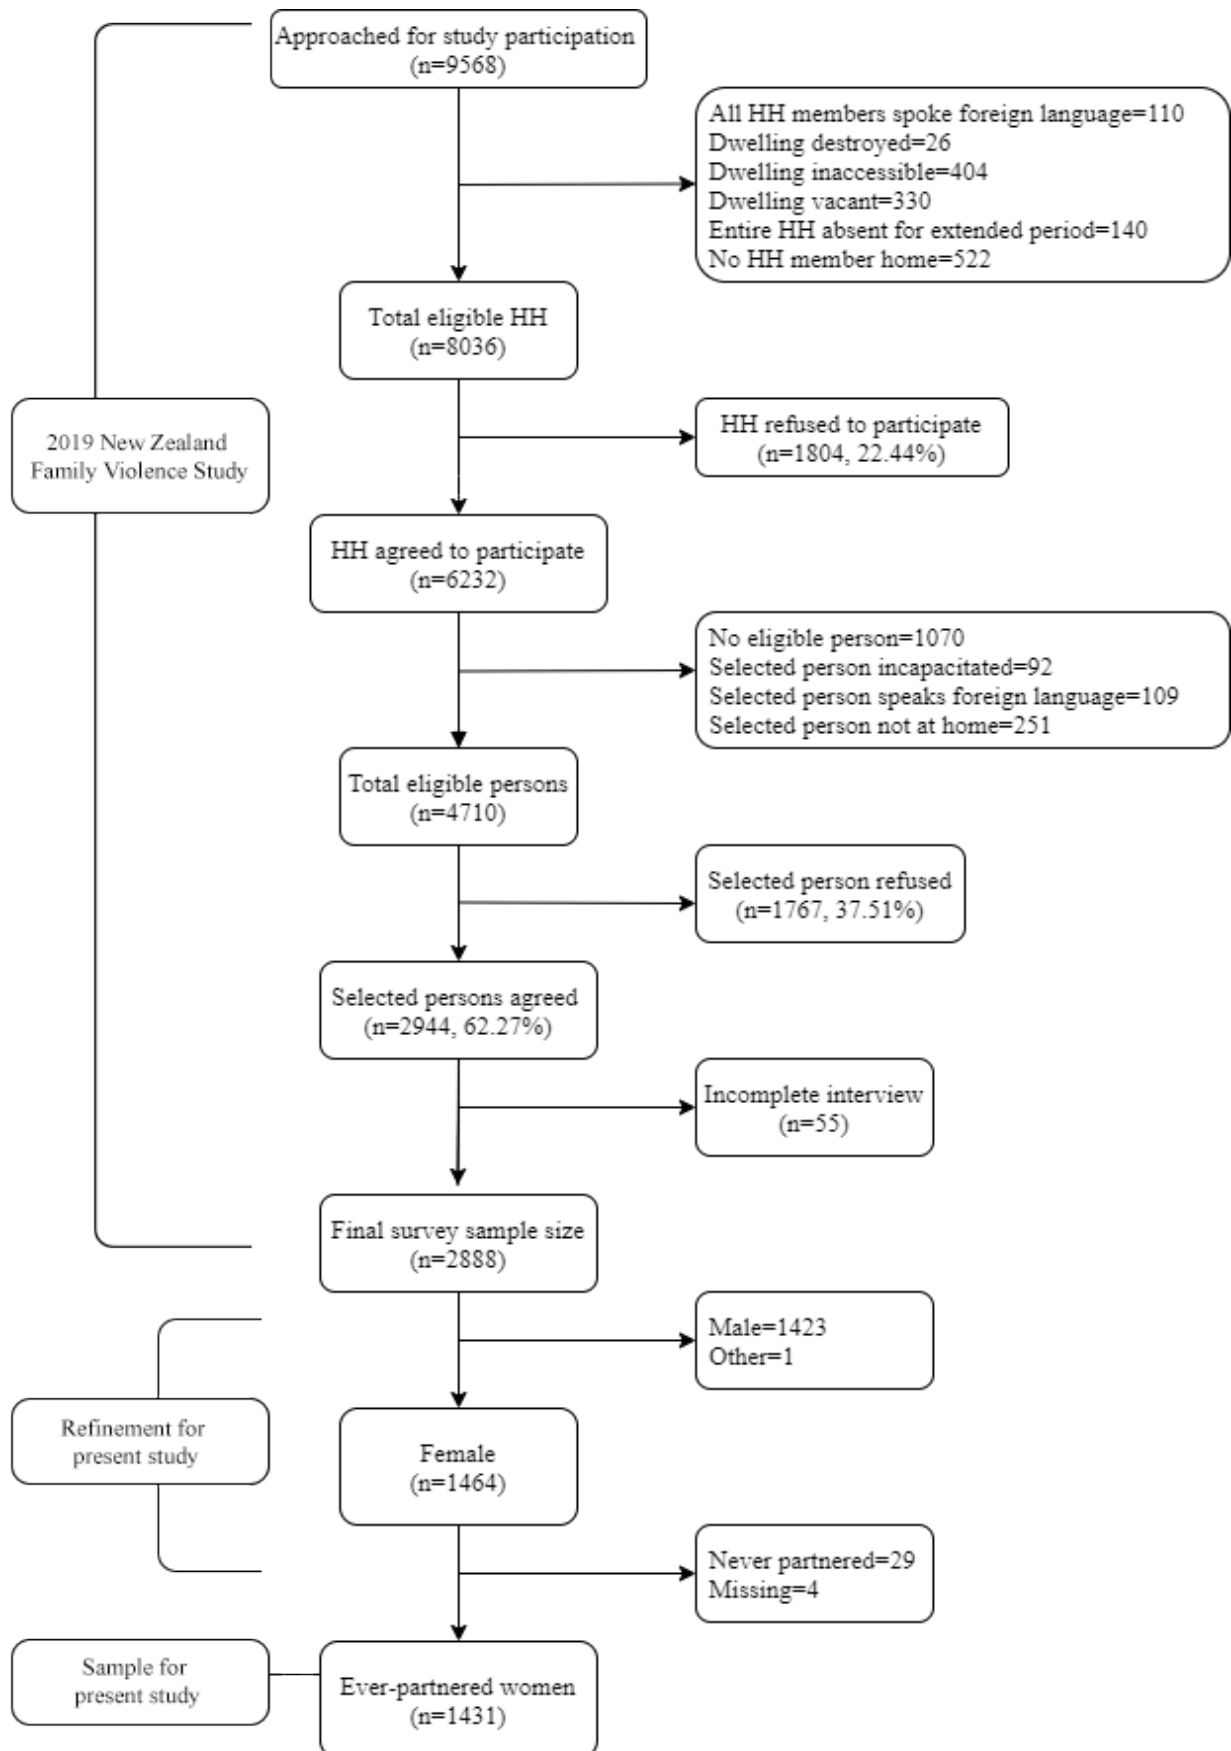 Approached for study participation
(n=9568)
All HH members spoke foreign language=110
Dwelling destroyed=26
Dwelling inaccessible=404
Dwelling vacant=330
Entire HH absent for extended period=140
No HH member home=522
Total eligible HH
(n=8036)
2019 New Zealand
Family Violence Study
HH refused to participate
(n=1804, 22.44%)
HH agreed to participate
(n=6232)
No eligible person=1070
Selected person incapacitated=92
Selected person speaks foreign language=109
Selected person not at home=251
Total eligible persons
(n=4710)
Selected person refused
(n=1767, 37.51%)
Selected persons agreed
(n=2944, 62.27%)
Incomplete interview
(n=55)
Final survey sample size
(n=2888)
Male=1423
Other=1
Refinement for
present study
Female
(n=1464)
Never partnered=29
Missing=4
Sample for
present study
Ever-partnered women
(n=1431)